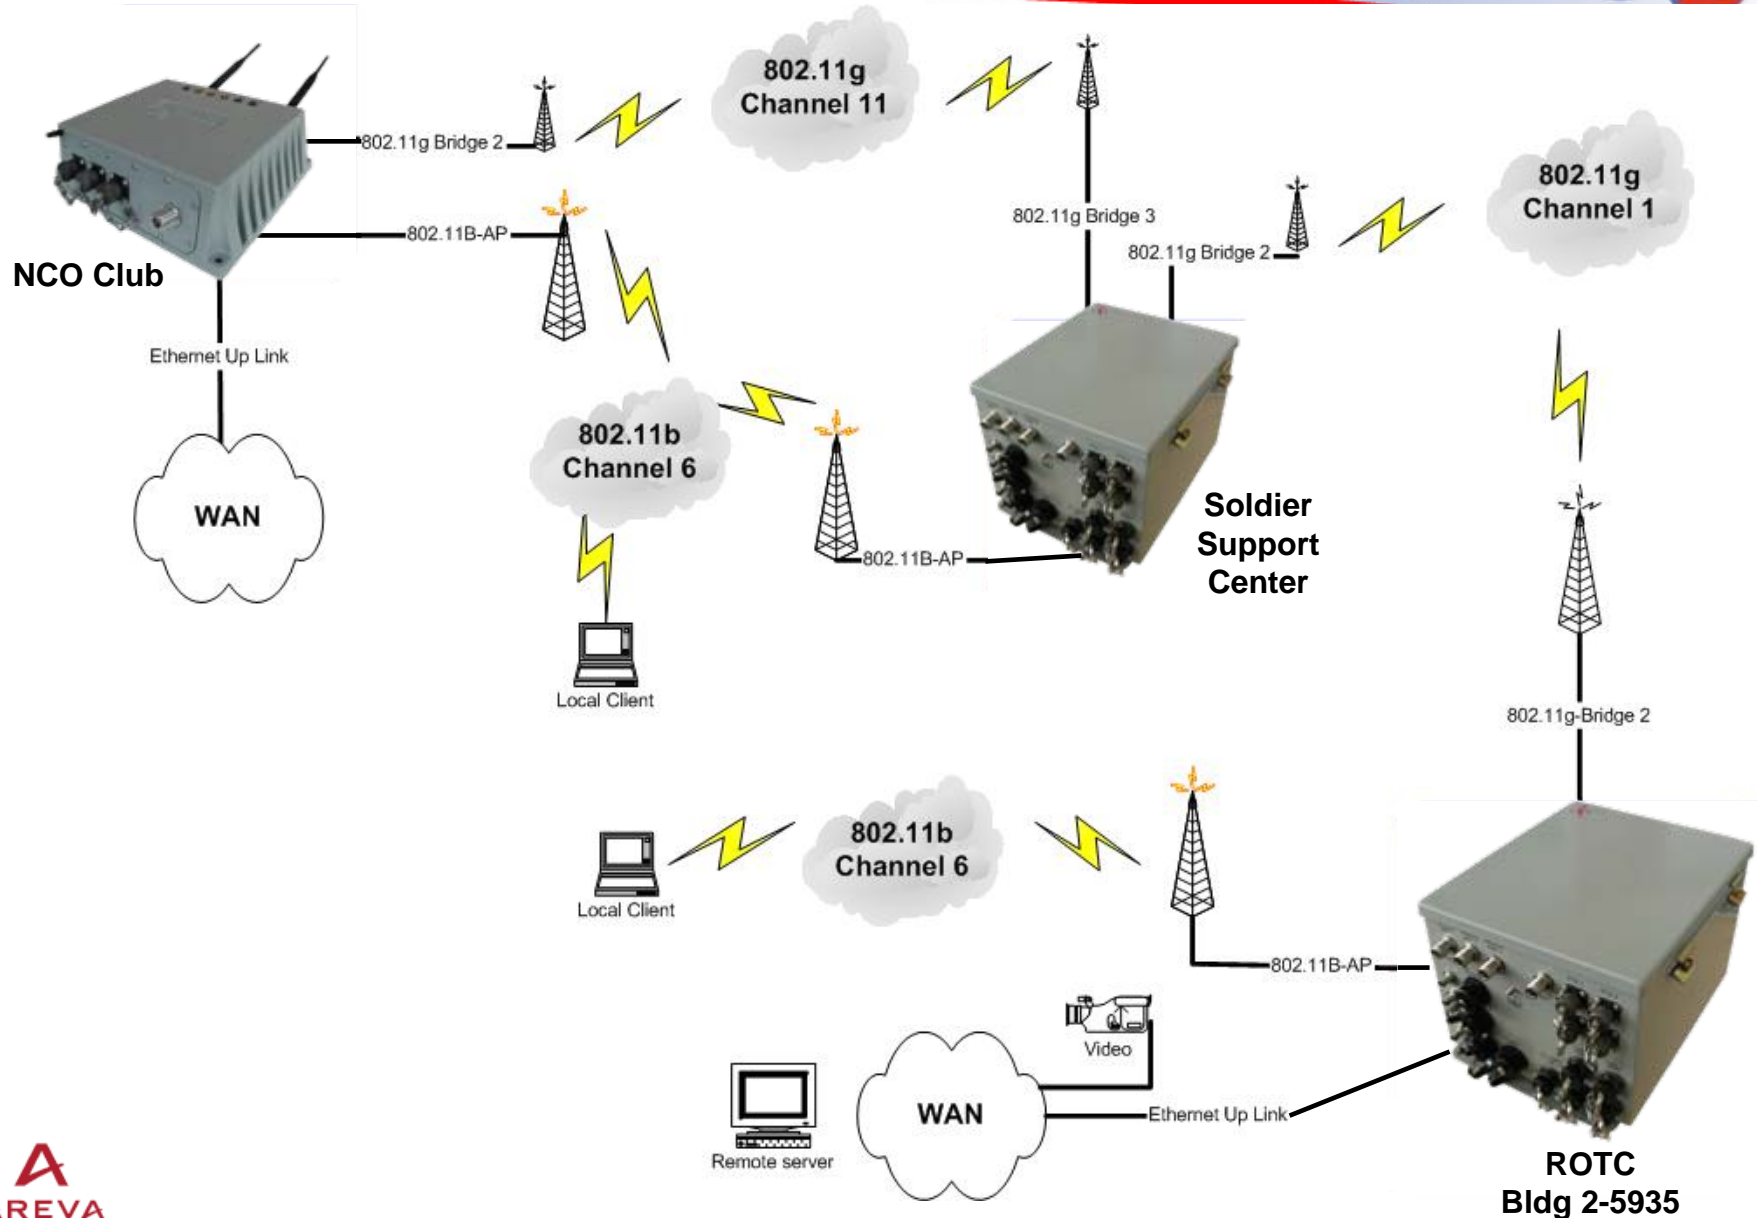 802.11g
Channel 11
802.11g Bridge 2
802.11g
Channel 1
802.11g Bridge 3
802.11B-AP
802.11g Bridge 2
NCO Club
Ethernet Up Link
802.11b
Channel 6
WAN
Soldier
Support
Center
802.11B-AP
Local Client
802.11g-Bridge 2
802.11b
Channel 6
Local Client
802.11B-AP
Video
WAN
Ethernet Up Link
Remote server
ROTC
Bldg 2-5935
AREVA